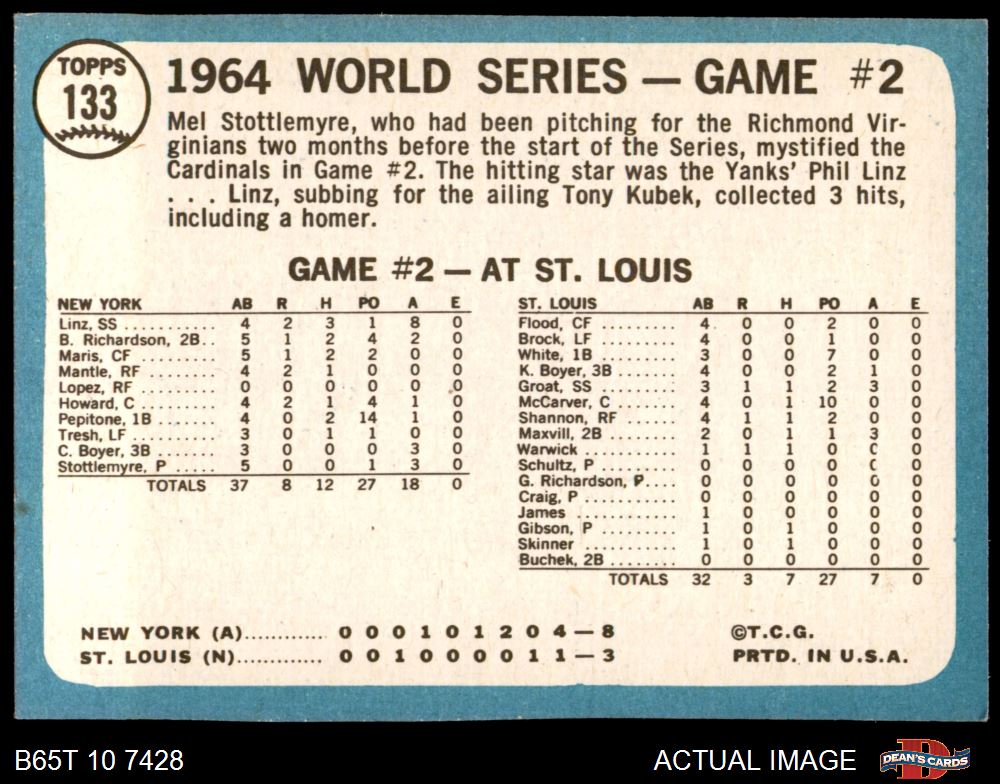 TOPPS
133
1964 WORLD SERIES — GAME #2
Mel Stottlemyre, who had been pitching for the Richmond Vir-
ginians two months before the start of the Series, mystified the
Cardinals in Game #2. The hitting star was the Yanks' Phil Linz
. . . Linz, subbing for the ailing Tony Kubek, collected 3 hits,
including a homer.
GAME #2 — AT ST. LOUIS
NEW YORK AB R H PO A E
Linz, SS ........... 4 2 3 1 8 0
B. Richardson, 2B.. 5 1 2 4 2 0
Maris, CF ......... 5 1 2 2 0 0
Mantle, RF ........ 4 2 1 0 0 0
Lopez, RF ......... 0 0 0 0 0 0
Howard, C ......... 4 2 1 4 1 0
Pepitone, 1B ....... 4 0 2 14 1 0
Tresh, LF .......... 3 0 1 1 0 0
C. Boyer, 3B ....... 3 0 0 0 3 0
Stottlemyre, P ..... 5 0 0 1 3 0
TOTALS 37 8 12 27 18 0
ST. LOUIS AB R H PO A E
Flood, CF ......... 4 0 0 2 0 0
Brock, LF ......... 4 0 0 1 0 0
White, 1B ......... 3 0 0 7 0 0
K. Boyer, 3B ....... 4 0 0 2 1 0
Groat, SS ......... 3 1 1 2 3 0
McCarver, C ....... 4 0 1 10 0 0
Shannon, RF ....... 4 1 1 2 0 0
Maxvill, 2B ........ 2 0 1 1 3 0
Warwick ........... 1 1 1 0 0 0
Schultz, P ......... 0 0 0 0 0 0
G. Richardson, P.... 0 0 0 0 0 0
Craig, P ........... 0 0 0 0 0 0
James ............ 1 0 0 0 0 0
Gibson, P ......... 1 0 1 0 0 0
Skinner ........... 1 0 1 0 0 0
Buchek, 2B ........ 0 0 0 0 0 0
TOTALS 32 3 7 27 7 0
NEW YORK (A)............ 0 0 0 1 0 1 2 0 4 — 8
ST. LOUIS (N)............. 0 0 1 0 0 0 0 1 1 — 3
©T.C.G.
PRTD. IN U.S.A.
B65T 10 7428
ACTUAL IMAGE
DEAN'S CARDS